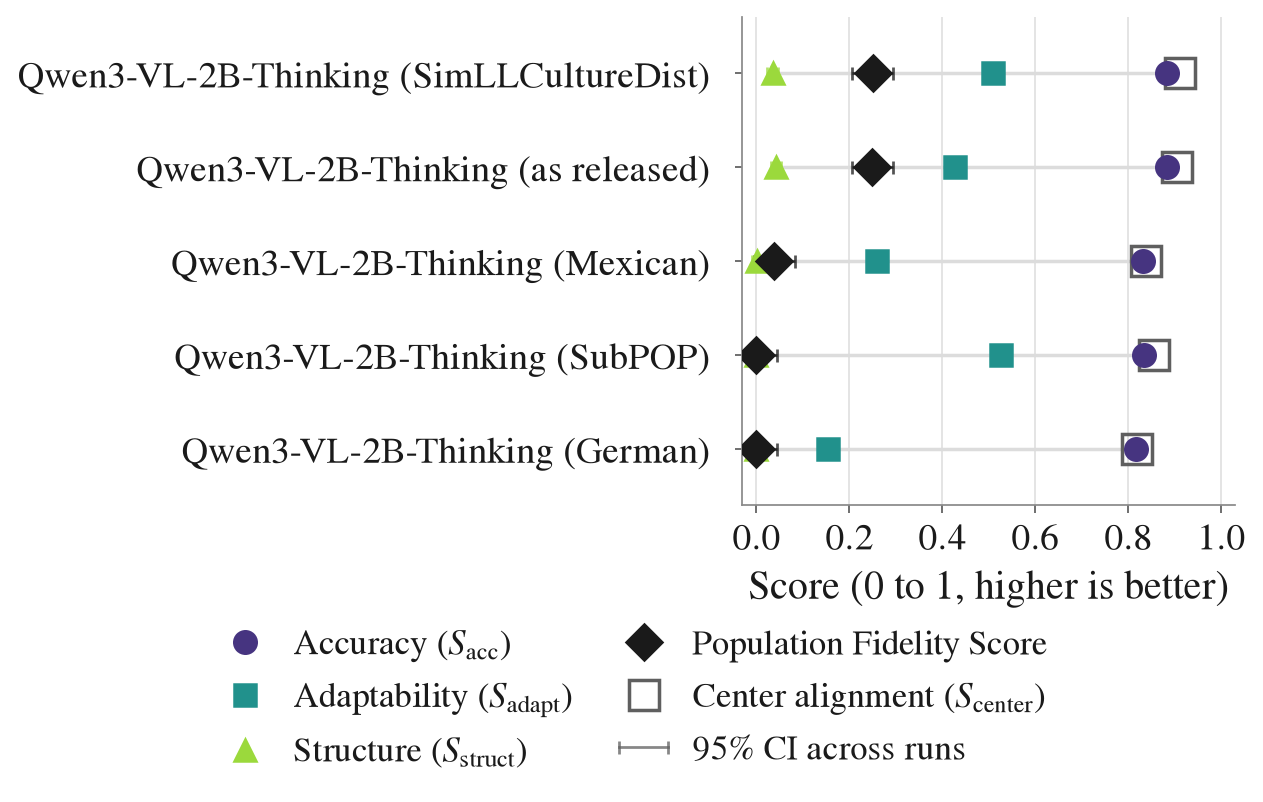 Qwen3-VL-2B-Thinking (SimLLCultureDist)
Qwen3-VL-2B-Thinking (as released)
Qwen3-VL-2B-Thinking (Mexican)
Qwen3-VL-2B-Thinking (SubPOP)
Qwen3-VL-2B-Thinking (German)
0.0 0.2 0.4 0.6 0.8 1.0
Score (0 to 1, higher is better)
Accuracy (Sacc)
Adaptability (Sadapt)
Structure (Sstruct)
Population Fidelity Score
Center alignment (Scenter)
95% CI across runs